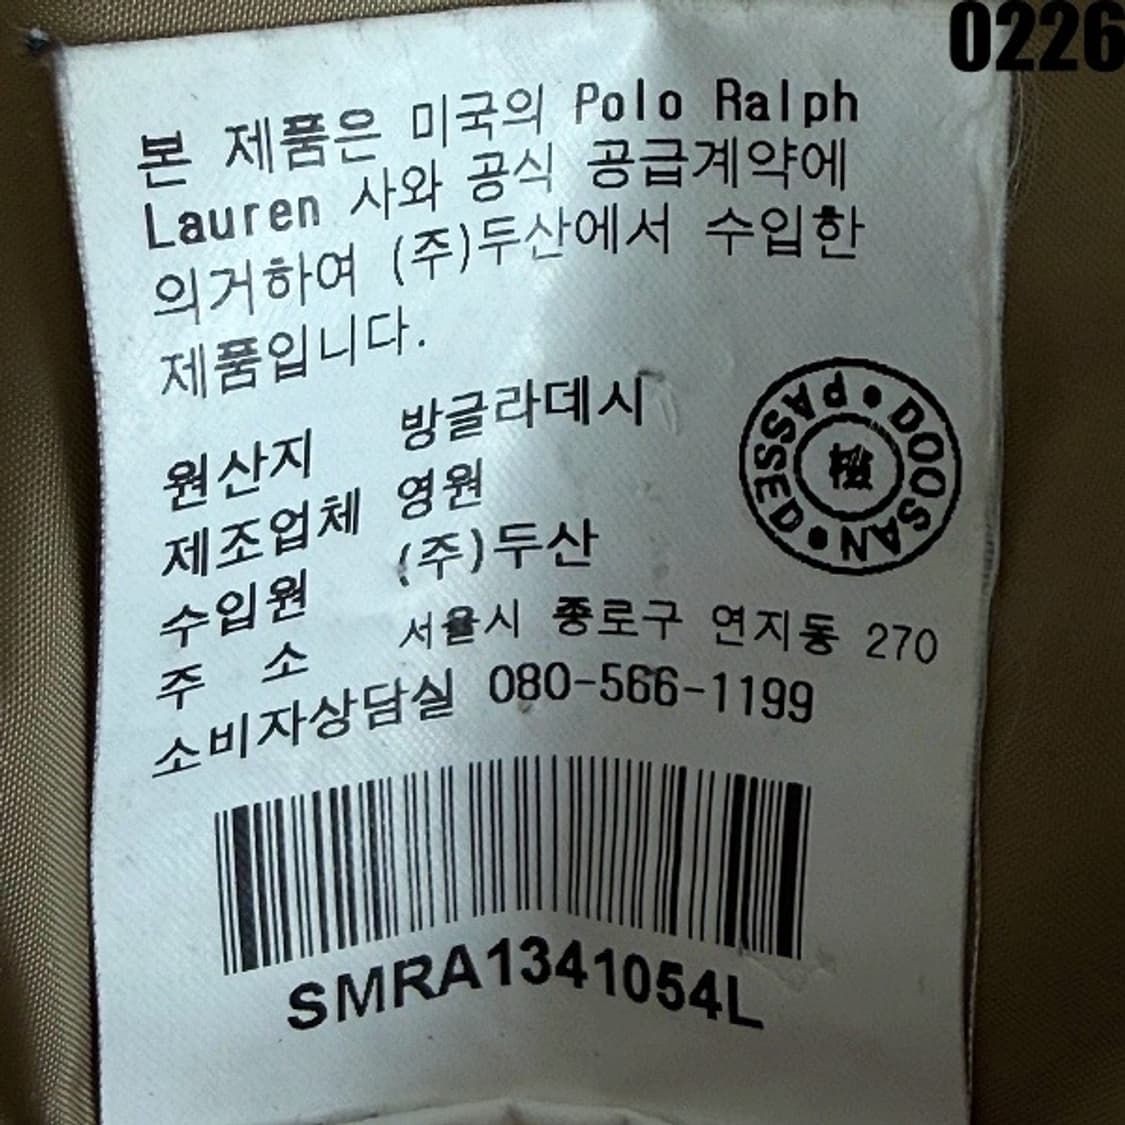 0226
본 제품은 미국의 Polo Ralph
Lauren 사와 공식 공급계약에
의거하여 (주)두산에서 수입한
제품입니다.
원산지 방글라데시
제조업체 영원
수입원 (주)두산
주 소 서울시 종로구 연지동 270
소비자상담실 080-566-1199
DOOSAN • PASSED •
SMRA1341054L